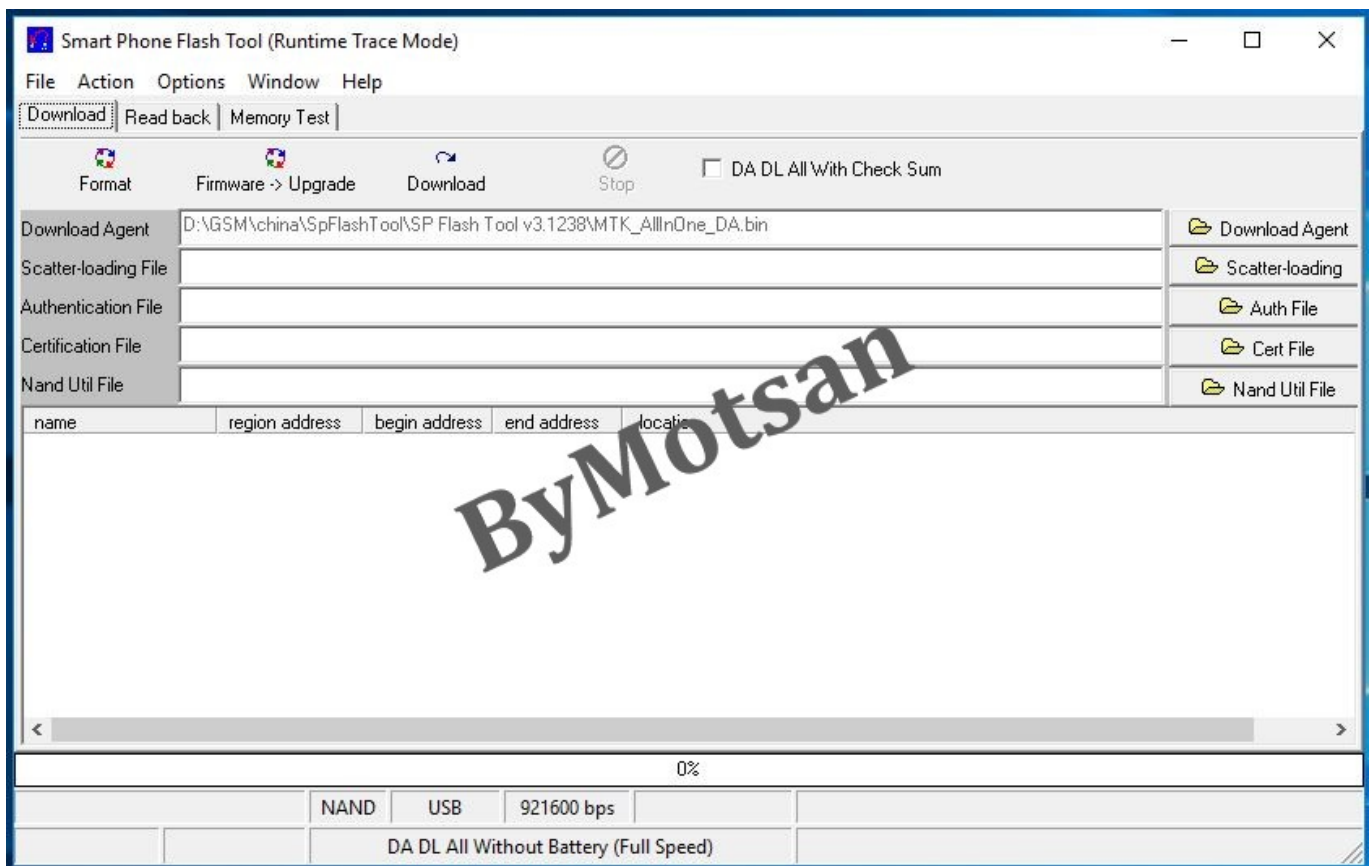 Smart Phone Flash Tool (Runtime Trace Mode)
File Action Options Window Help
Download Read back Memory Test
Format Firmware -> Upgrade Download Stop DA DL All With Check Sum
Download Agent D:\GSM\china\SpFlashTool\SP Flash Tool v3.1238\MTK_AllInOne_DA.bin Download Agent
Scatter-loading File Scatter-loading
Authentication File Auth File
Certification File Cert File
Nand Util File Nand Util File
name region address begin address end address
ByMotsan
0%
NAND USB 921600 bps
DA DL All Without Battery (Full Speed)